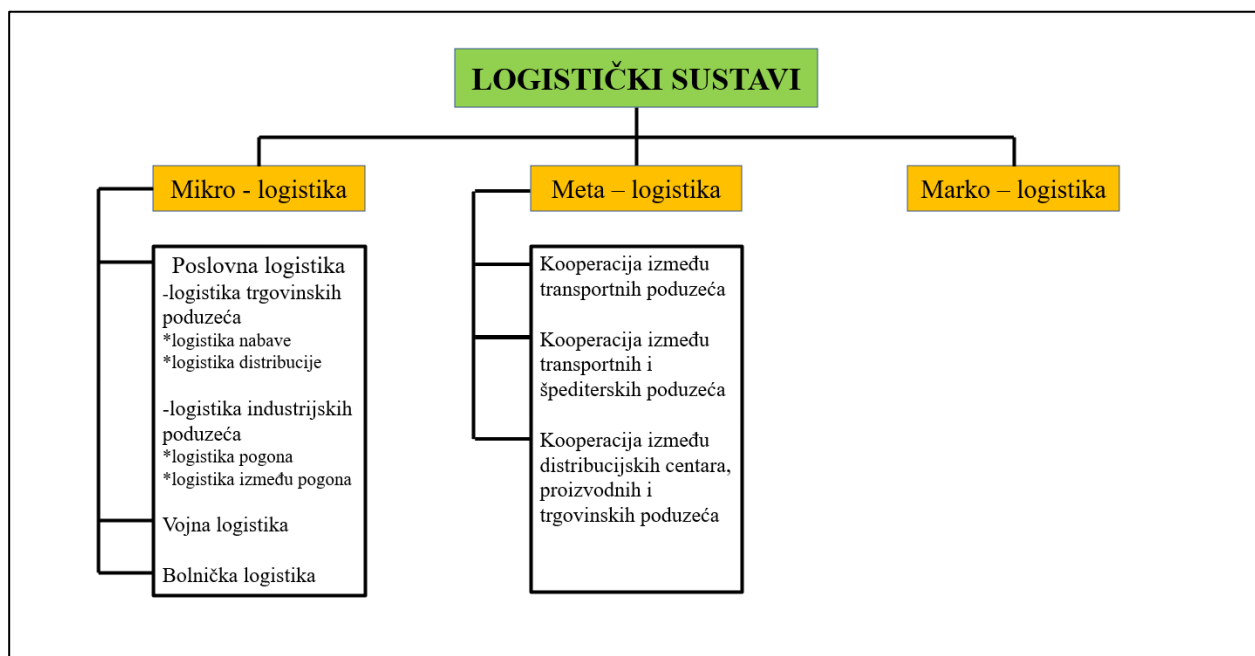 LOGISTIČKI SUSTAVI
Mikro - logistika
Meta – logistika
Marko – logistika
Poslovna logistika
-logistika trgovinskih
poduzeća
*logistika nabave
*logistika distribucije
-logistika industrijskih
poduzeća
*logistika pogona
*logistika između pogona
Vojna logistika
Bolnička logistika
Kooperacija između
transportnih poduzeća
Kooperacija između
transportnih i
špediterskih poduzeća
Kooperacija između
distribucijskih centara,
proizvodnih i
trgovinskih poduzeća